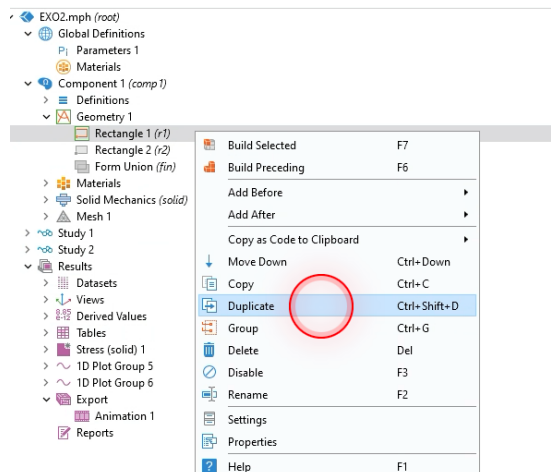 EXO2.mph (root)
Global Definitions
Pi Parameters 1
Materials
Component 1 (comp1)
Definitions
Geometry 1
Rectangle 1 (r1)
Rectangle 2 (r2)
Form Union (fin)
Materials
Solid Mechanics (solid)
Mesh 1
Study 1
Study 2
Results
Datasets
Views
8.85
e-12 Derived Values
Tables
Stress (solid) 1
1D Plot Group 5
1D Plot Group 6
Export
Animation 1
Reports
Build Selected F7
Build Preceding F6
Add Before
Add After
Copy as Code to Clipboard
Move Down Ctrl+Down
Copy Ctrl+C
Duplicate Ctrl+Shift+D
Group Ctrl+G
Delete Del
Disable F3
Rename F2
Settings
Properties
? Help F1